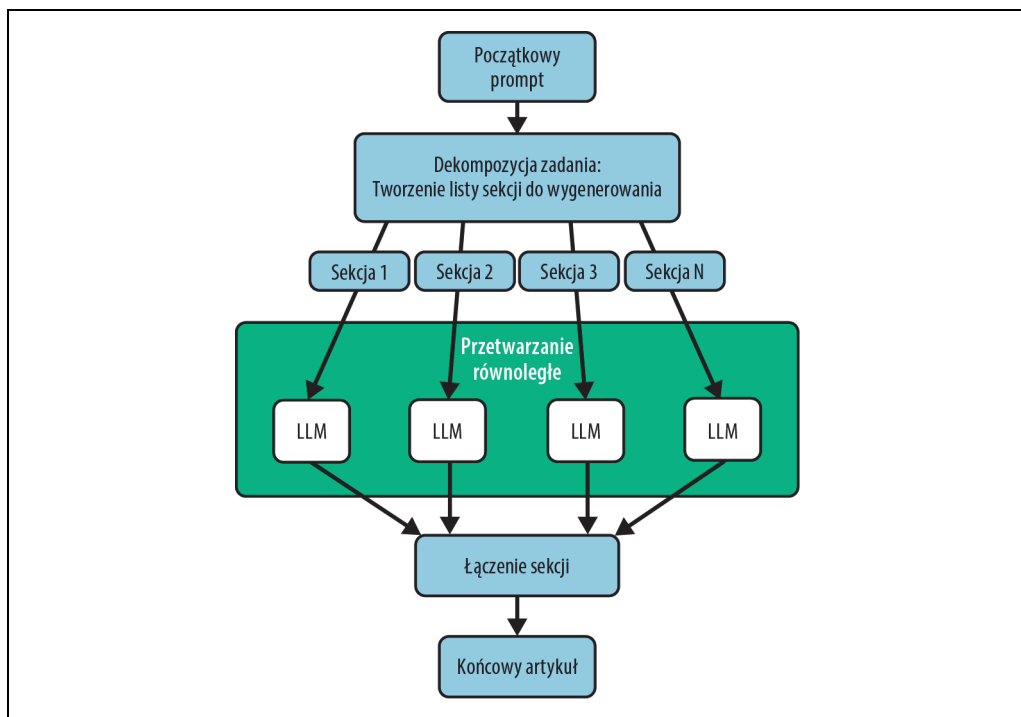 Początkowy
prompt
Dekompozycja zadania:
Tworzenie listy sekcji do wygenerowania
Sekcja 1
Sekcja 2
Sekcja 3
Sekcja N
Przetwarzanie
równoległe
LLM
LLM
LLM
LLM
Łączenie sekcji
Końcowy artykuł